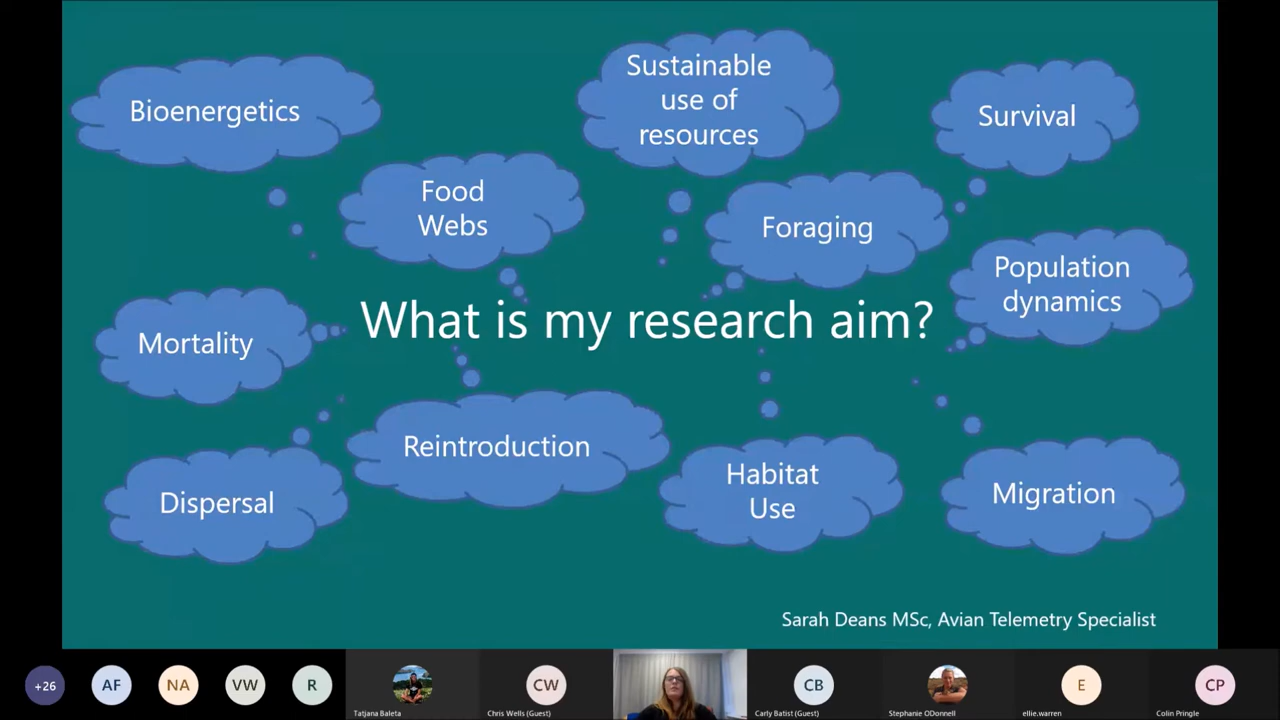 Bioenergetics
Sustainable
use of
resources
Survival
Food
Webs
Foraging
Population
dynamics
What is my research aim?
Mortality
Reintroduction
Habitat
Use
Migration
Dispersal
Sarah Deans MSc, Avian Telemetry Specialist
+26
AF
NA
VW
R
Tatjana Baleta
CW
Chris Wells (Guest)
CB
Carly Batist (Guest)
Stephanie ODonnell
E
ellie.warren
CP
Colin Pringle